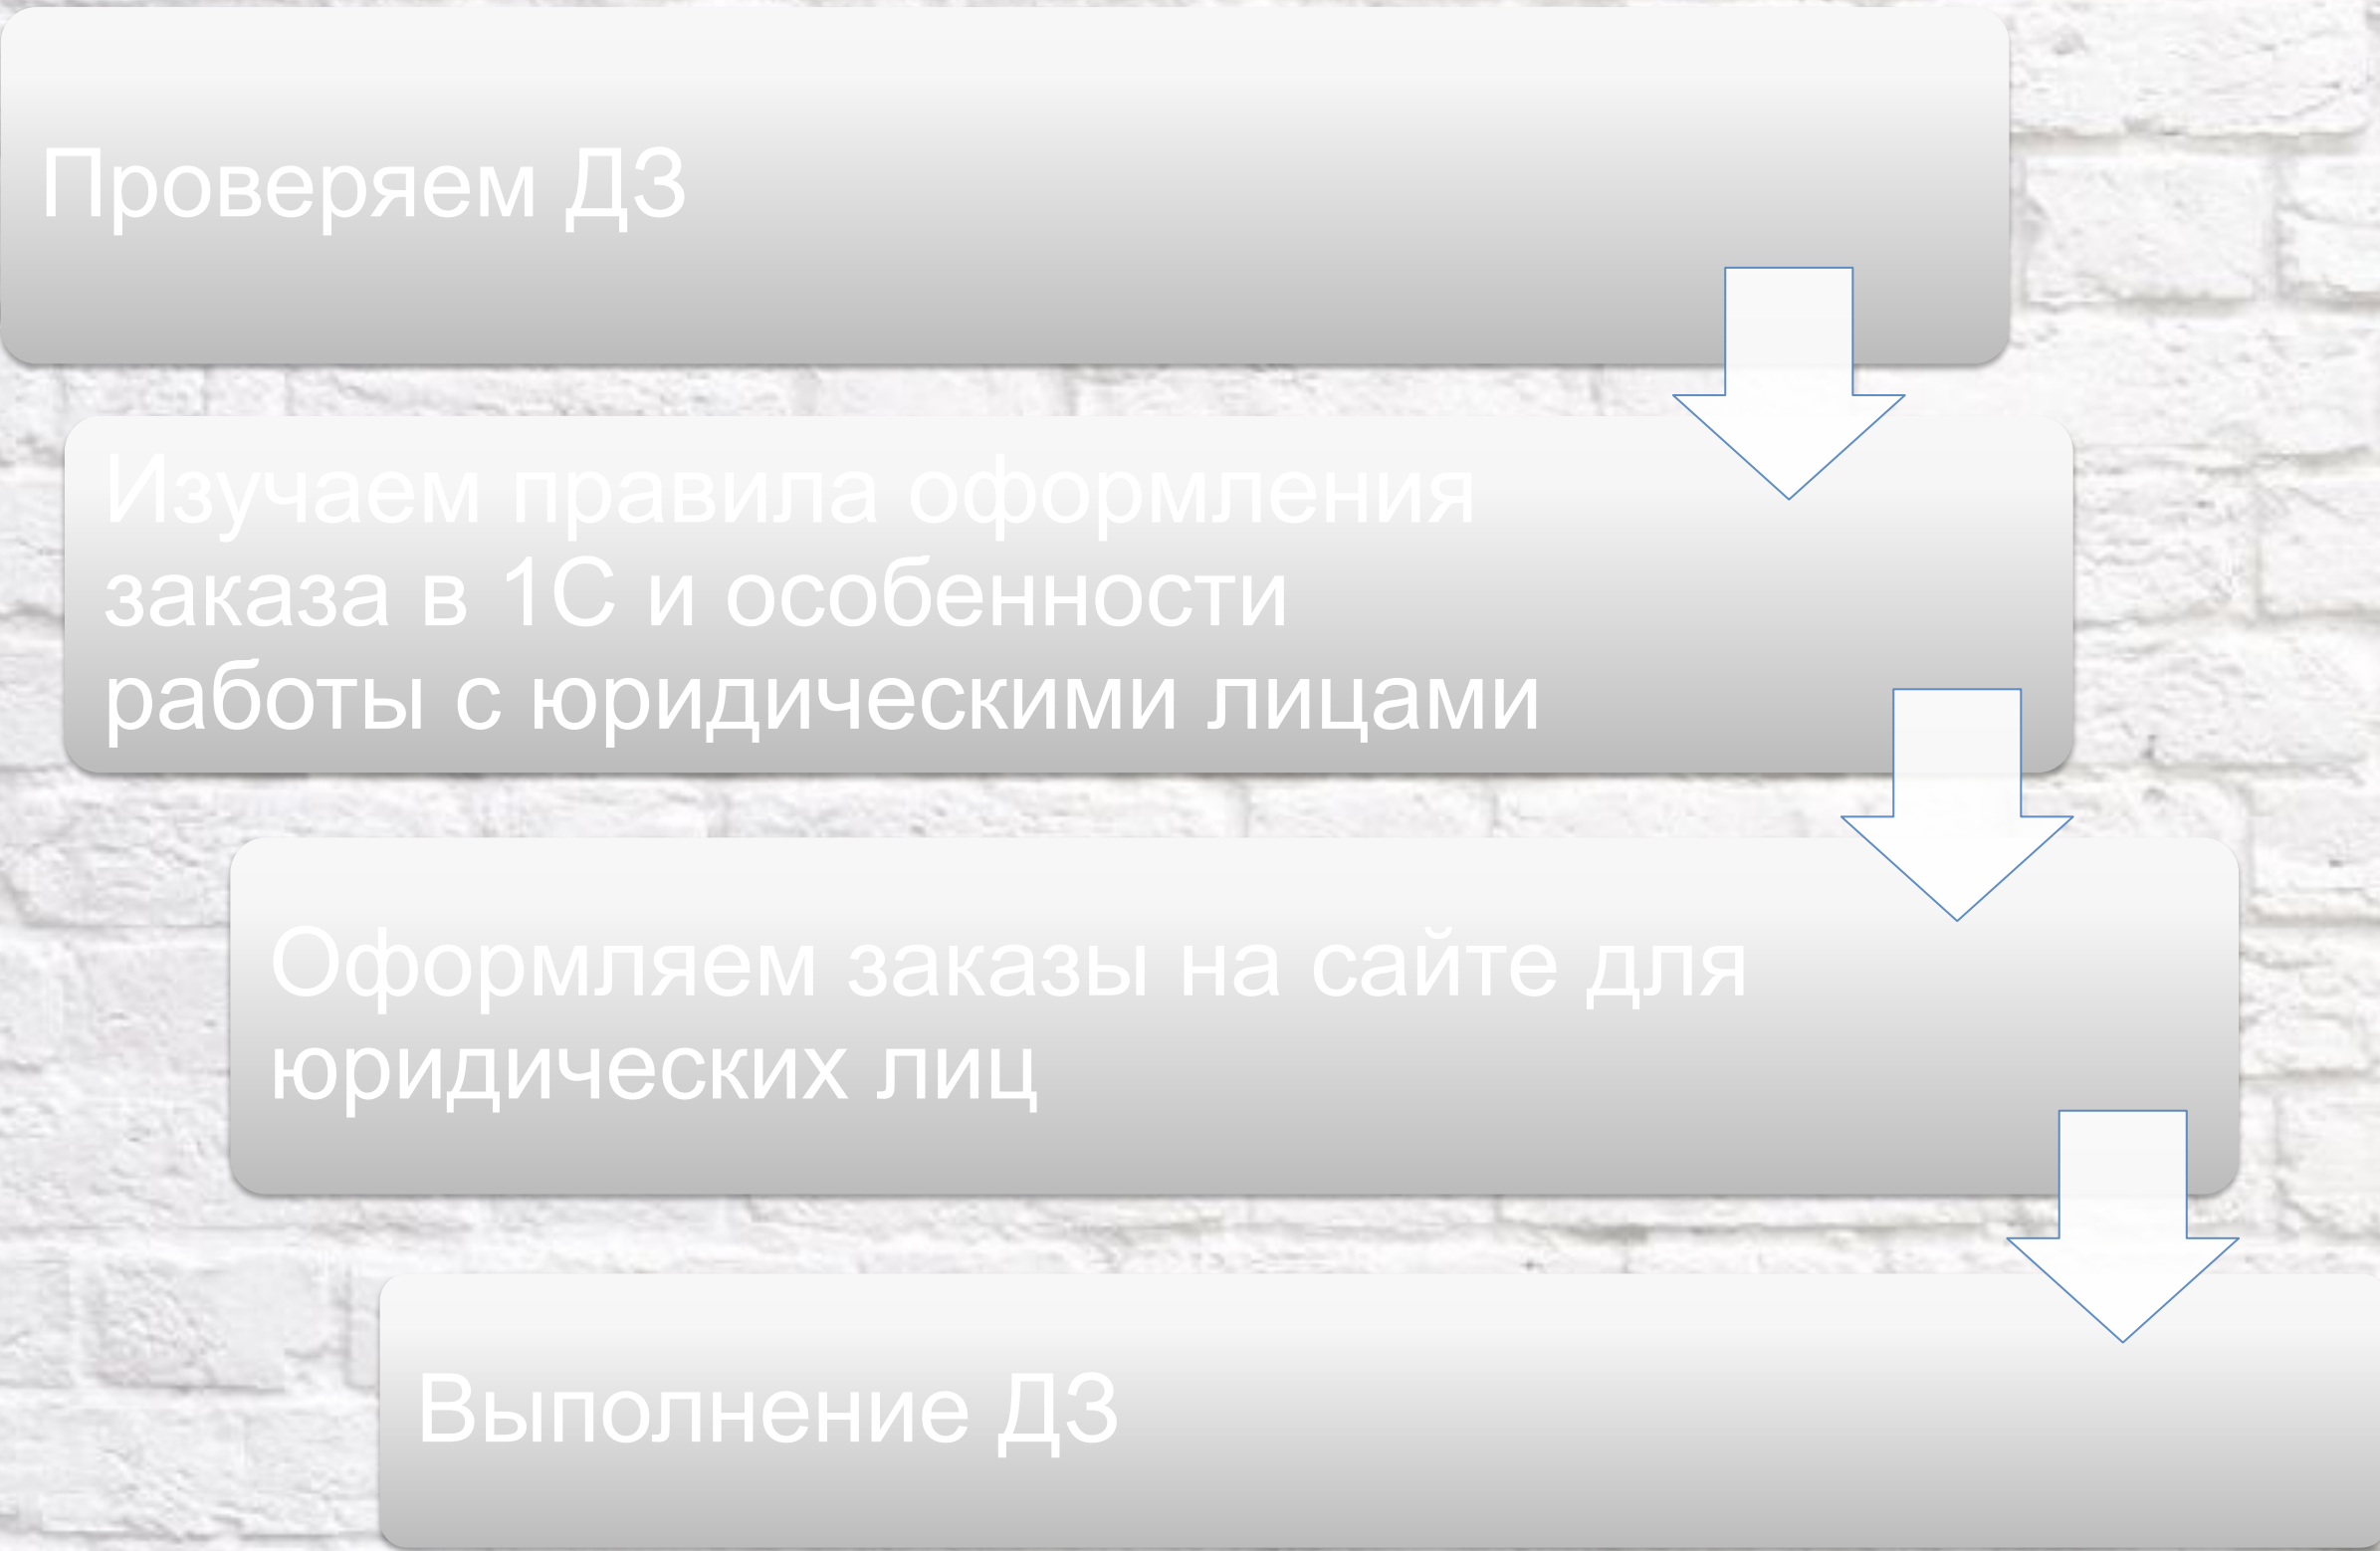 Проверяем ДЗ
Изучаем правила оформления
заказа в 1С и особенности
работы с юридическими лицами
Оформляем заказы на сайте для
юридических лиц
Выполнение ДЗ